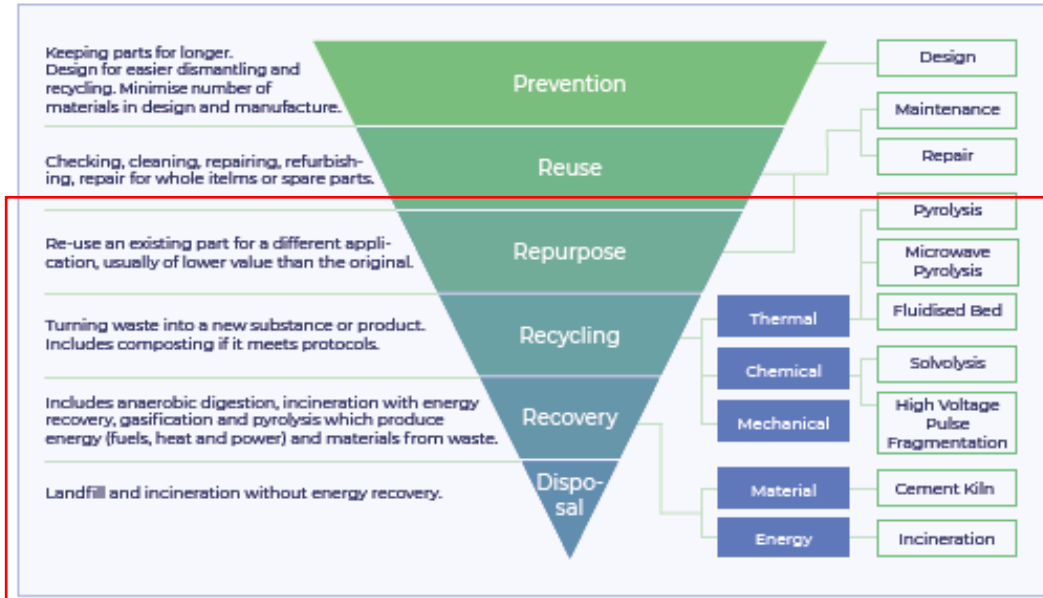 Keeping parts for longer.
Design for easier dismantling and
recycling. Minimise number of
materials in design and manufacture.
Prevention
Design
Maintenance
Checking, cleaning, repairing, refurbish-
ing, repair for whole itelms or spare parts.
Reuse
Repair
Pyrolysis
Re-use an existing part for a different appli-
cation, usually of lower value than the original.
Repurpose
Microwave
Pyrolysis
Turning waste into a new substance or product.
Includes composting if it meets protocols.
Recycling
Thermal
Fluidised Bed
Chemical
Solvolysis
Mechanical
High Voltage
Pulse
Fragmentation
Includes anaerobic digestion, incineration with energy
recovery, gasification and pyrolysis which produce
energy (fuels, heat and power) and materials from waste.
Recovery
Material
Cement Kiln
Energy
Incineration
Landfill and incineration without energy recovery.
Dispo-
sal